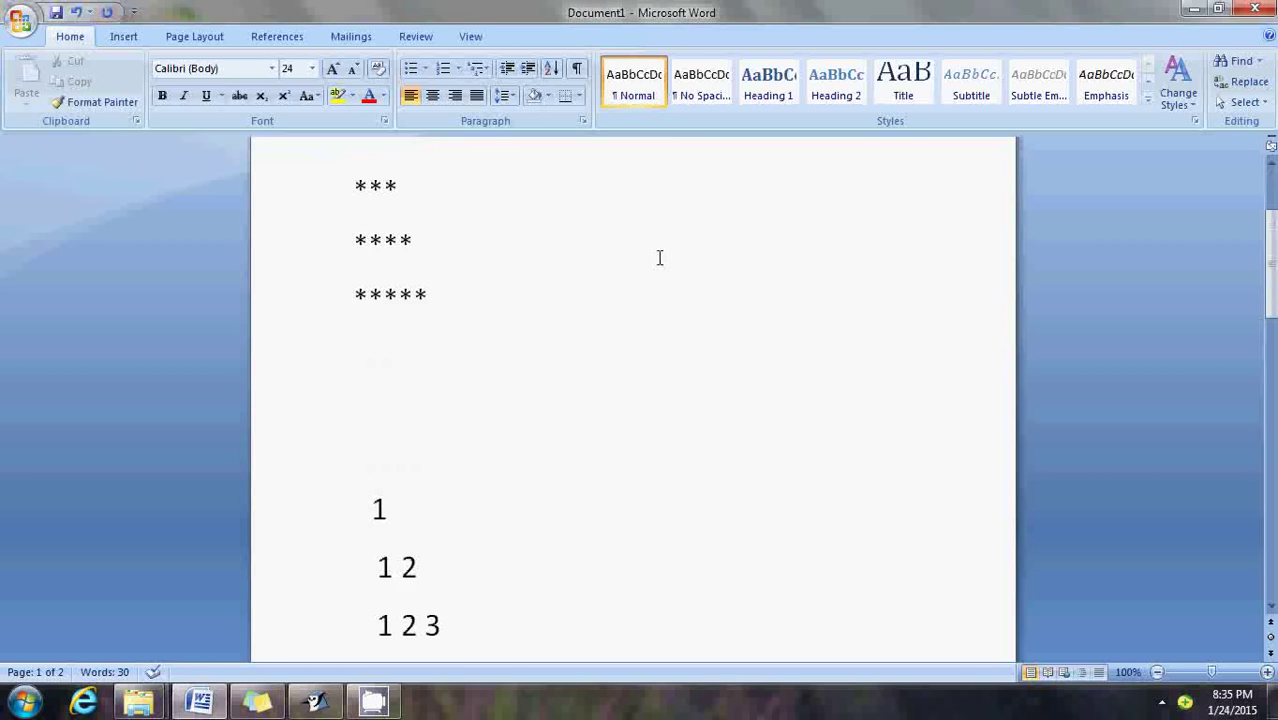 Document1 - Microsoft Word
Home Insert Page Layout References Mailings Review View
Paste
Cut
Copy
Format Painter
Clipboard
Calibri (Body) 24
B I U abc x₂ x² Aa A
Font
Paragraph
AaBbCcDc AaBbCcDc AaBbC AaBbCc AaB AaBbCc. AaBbCcDc AaBbCcDc
¶ Normal ¶ No Spaci... Heading 1 Heading 2 Title Subtitle Subtle Em... Emphasis
Change Styles
Styles
Find
Replace
Select
Editing
***
****
*****
1
1 2
1 2 3
Page: 1 of 2 Words: 30 100%
8:35 PM
1/24/2015